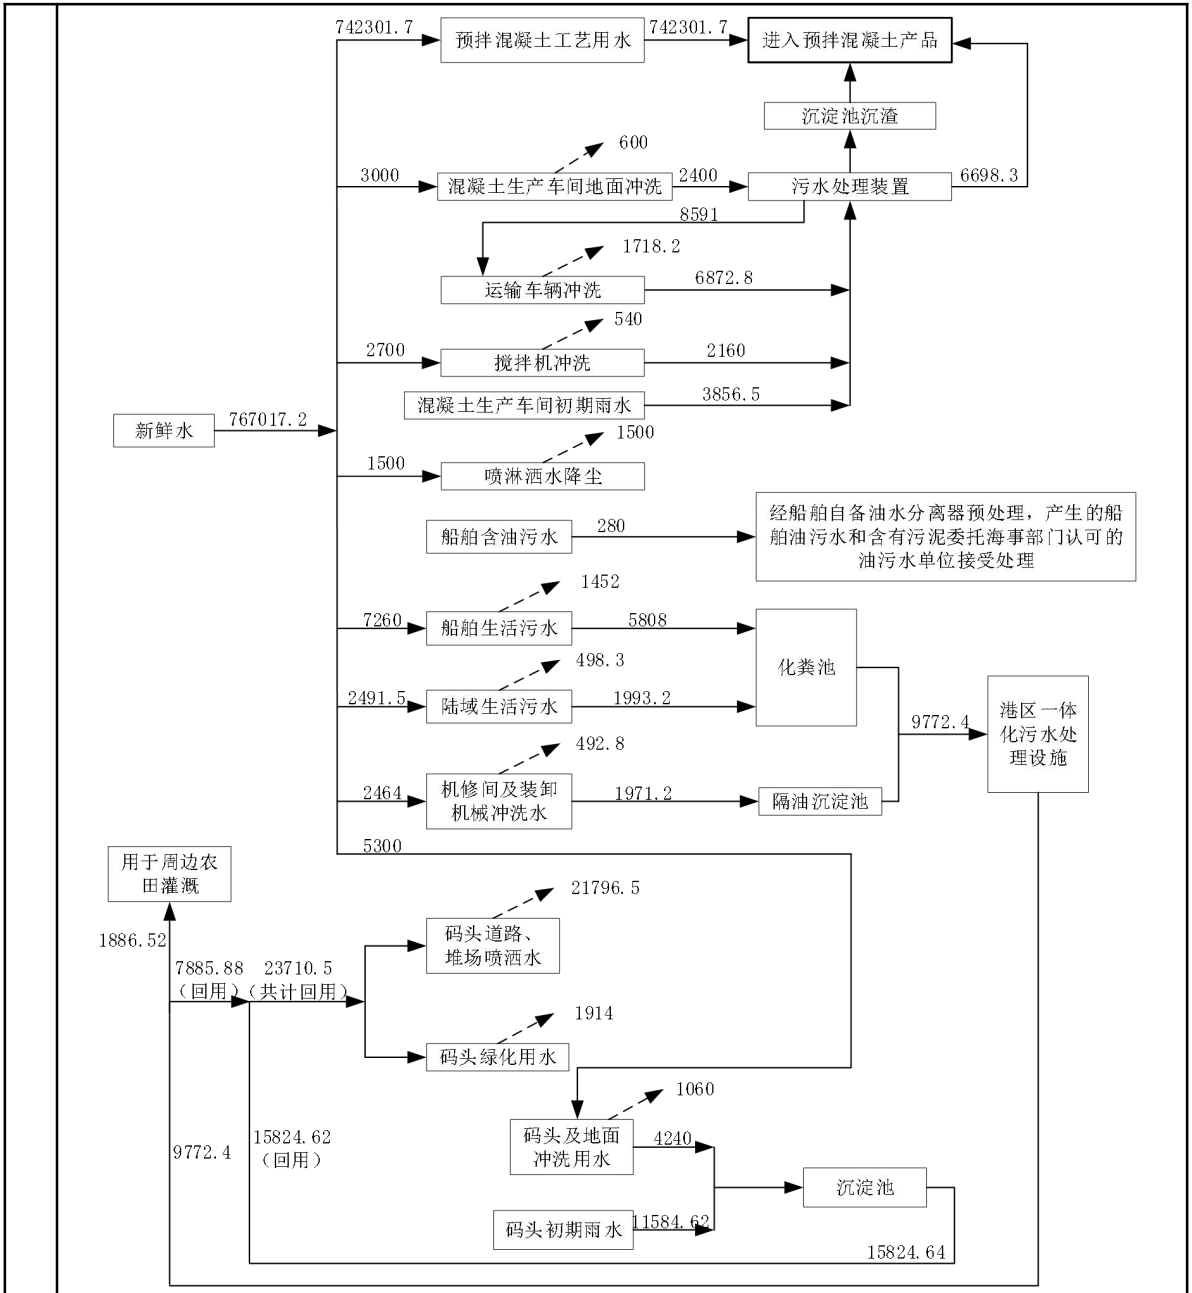 742301.7
预拌混凝土工艺用水
742301.7
进入预拌混凝土产品
沉淀池沉渣
600
3000
混凝土生产车间地面冲洗
2400
污水处理装置
6698.3
8591
1718.2
运输车辆冲洗
6872.8
540
2700
搅拌机冲洗
2160
混凝土生产车间初期雨水
3856.5
新鲜水
767017.2
1500
1500
喷淋洒水降尘
船舶含油污水
280
经船舶自备油水分离器预处理，产生的船
舶油污水和含有污泥委托海事部门认可的
油污水单位接受处理
1452
7260
船舶生活污水
5808
化粪池
498.3
2491.5
陆域生活污水
1993.2
9772.4
港区一体
化污水处
理设施
492.8
2464
机修间及装卸
机械冲洗水
1971.2
隔油沉淀池
5300
用于周边农
田灌溉
1886.52
21796.5
码头道路、
堆场喷洒水
7885.88
（回用）
23710.5
（共计回用）
1914
码头绿化用水
1060
15824.62
（回用）
9772.4
码头及地面
冲洗用水
4240
沉淀池
码头初期雨水
11584.62
15824.64